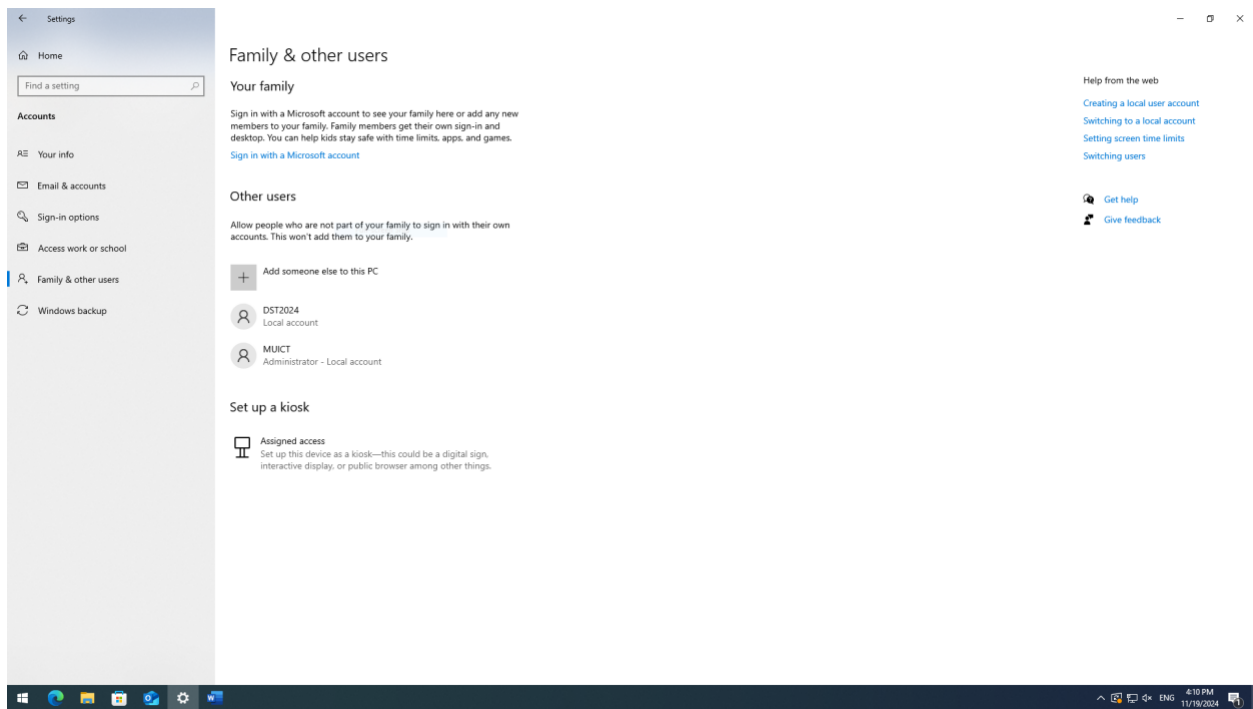 Settings
Home
Find a setting
Accounts
Your info
Email & accounts
Sign-in options
Access work or school
Family & other users
Windows backup
Family & other users
Your family
Sign in with a Microsoft account to see your family here or add any new
members to your family. Family members get their own sign-in and
desktop. You can help kids stay safe with time limits, apps, and games.
Sign in with a Microsoft account
Other users
Allow people who are not part of your family to sign in with their own
accounts. This won't add them to your family.
Add someone else to this PC
DST2024
Local account
MUICT
Administrator - Local account
Set up a kiosk
Assigned access
Set up this device as a kiosk—this could be a digital sign,
interactive display, or public browser among other things.
Help from the web
Creating a local user account
Switching to a local account
Setting screen time limits
Switching users
Get help
Give feedback
ENG
4:10 PM
11/19/2024
1